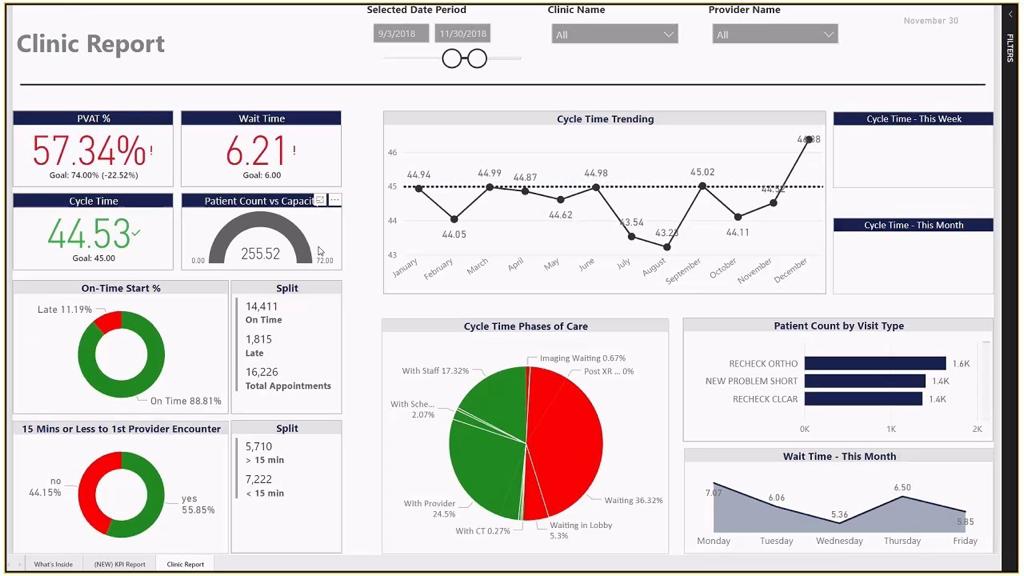 Selected Date Period
Clinic Name
Provider Name
November 30
Clinic Report
9/3/2018
11/30/2018
All
All
FILTERS
PVAT %
57.34%!
Goal: 74.00% (-22.52%)
Wait Time
6.21!
Goal: 6.00
Cycle Time
44.53
Goal: 45.00
Patient Count vs Capacit
255.52
0.00
72.00
Cycle Time Trending
46
45
44
43
44.94
44.05
44.99
44.87
44.62
44.98
43.54
43.23
45.02
44.11
44.52
January
February
March
April
May
June
July
August
September
October
November
December
Cycle Time - This Week
Cycle Time - This Month
On-Time Start %
Late 11.19%
On Time 88.81%
Split
14,411
On Time
1,815
Late
16,226
Total Appointments
15 Mins or Less to 1st Provider Encounter
no
44.15%
yes
55.85%
Split
5,710
> 15 min
7,222
< 15 min
Cycle Time Phases of Care
Imaging Waiting 0.67%
Post XR ... 0%
With Staff 17.32%
With Sche...
2.07%
With Provider
24.5%
With CT 0.27%
Waiting in Lobby
5.3%
Waiting 36.32%
Patient Count by Visit Type
RECHECK ORTHO
1.6K
NEW PROBLEM SHORT
1.4K
RECHECK CLCAR
1.4K
0K
1K
2K
Wait Time - This Month
7.07
6.06
5.36
6.50
5.85
Monday
Tuesday
Wednesday
Thursday
Friday
What's Inside
(NEW) KPI Report
Clinic Report